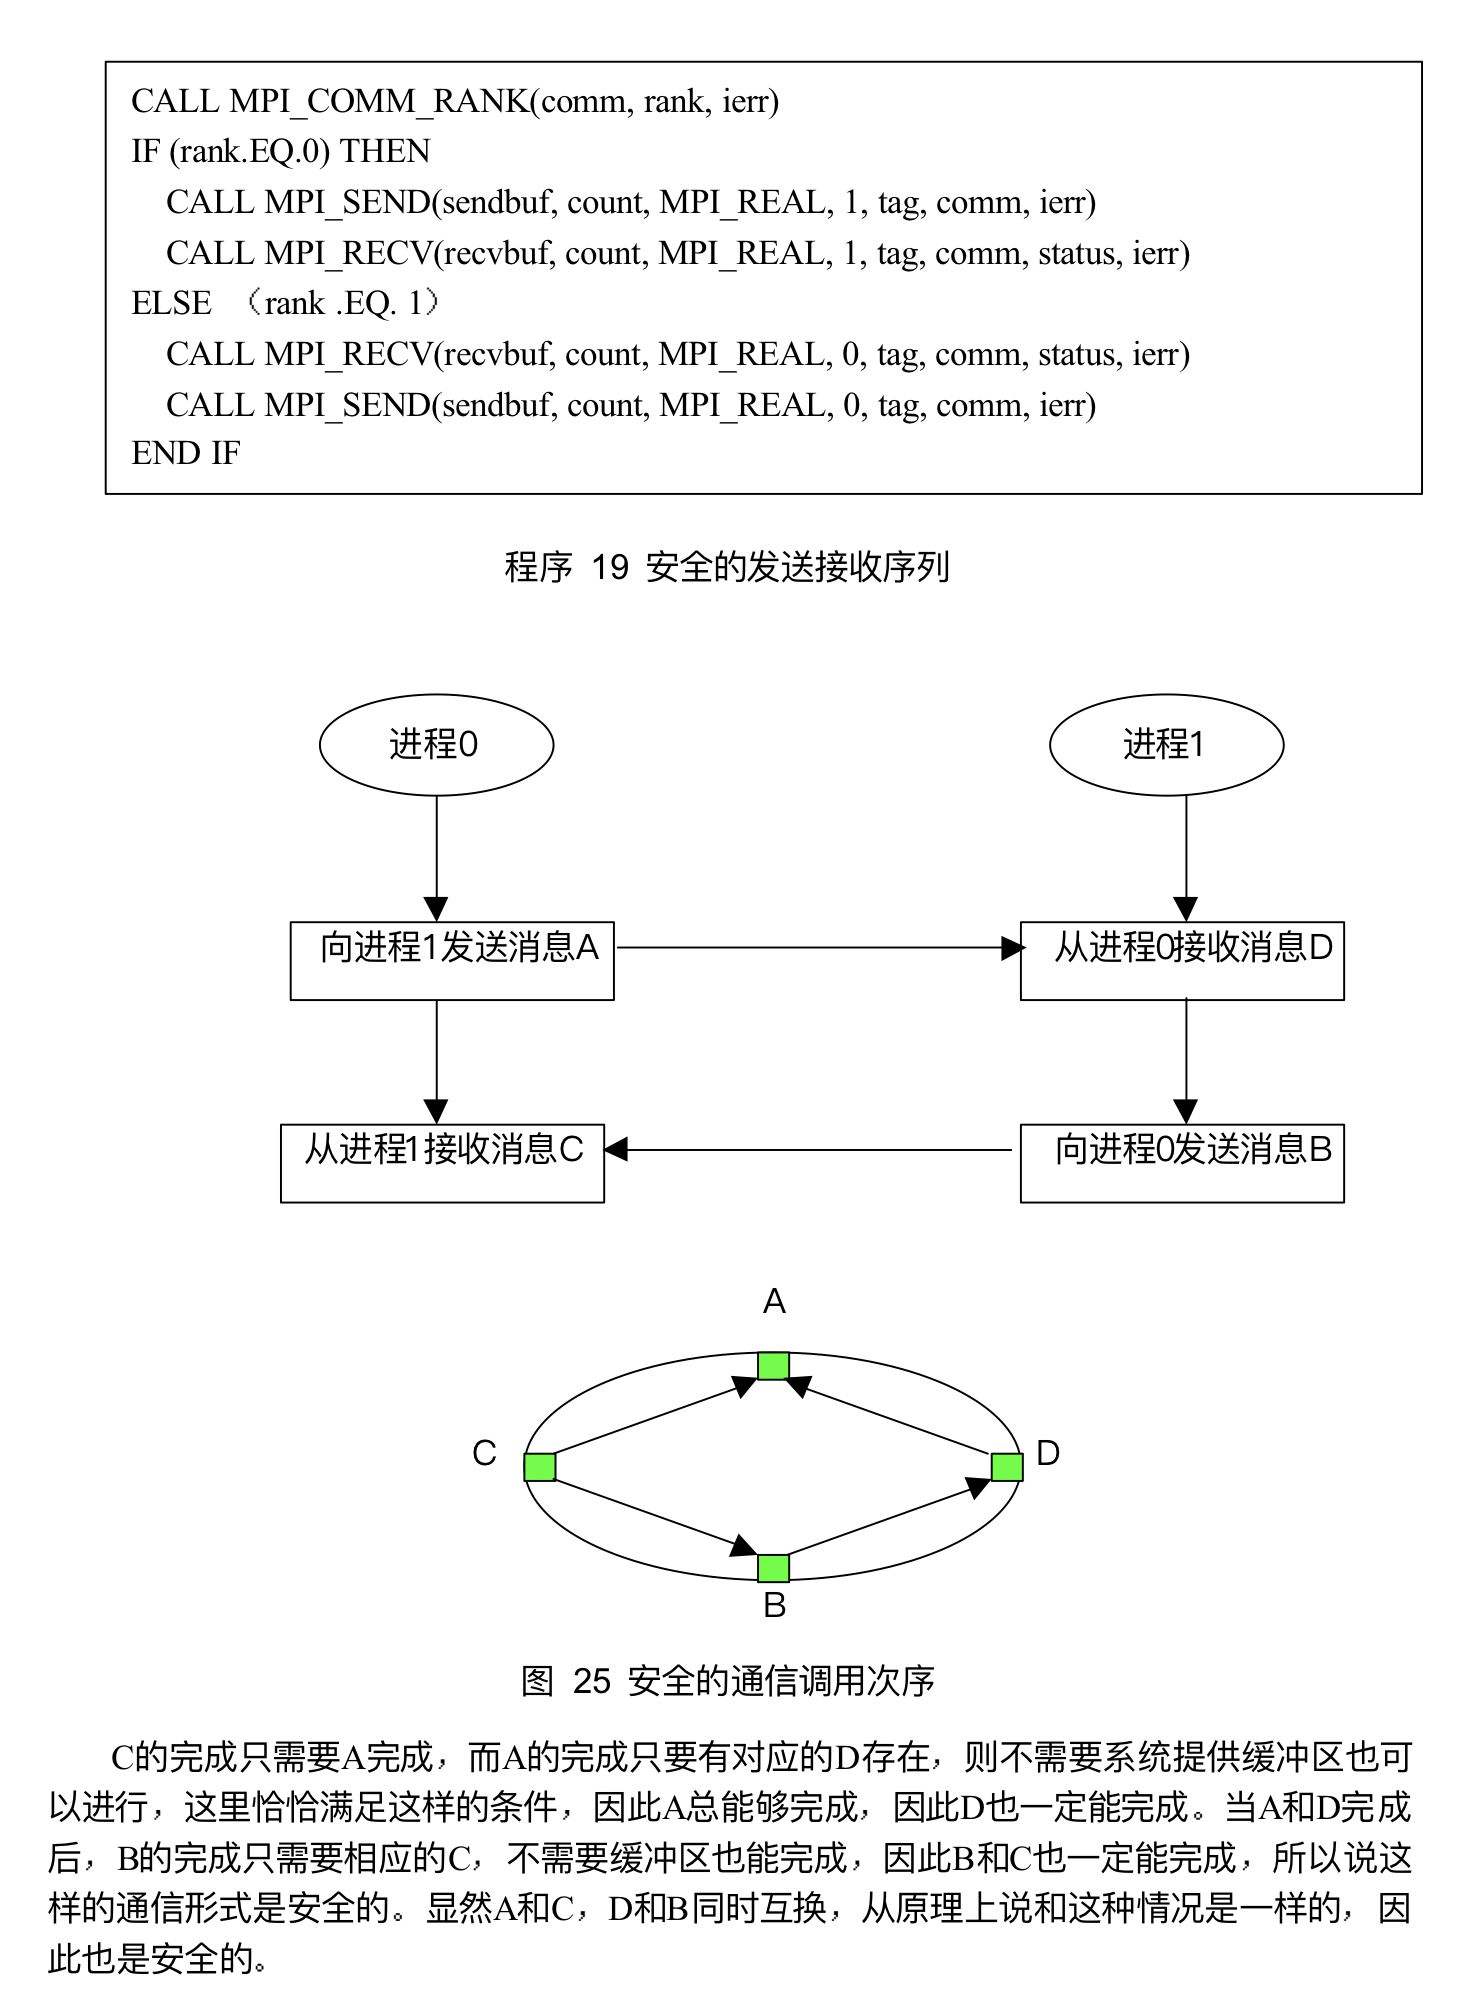 CALL MPI_COMM_RANK(comm, rank, ierr)
IF (rank.EQ.0) THEN
CALL MPI_SEND(sendbuf, count, MPI_REAL, 1, tag, comm, ierr)
CALL MPI_RECV(recvbuf, count, MPI_REAL, 1, tag, comm, status, ierr)
ELSE （rank .EQ. 1）
CALL MPI_RECV(recvbuf, count, MPI_REAL, 0, tag, comm, status, ierr)
CALL MPI_SEND(sendbuf, count, MPI_REAL, 0, tag, comm, ierr)
END IF
程序 19 安全的发送接收序列
进程0
进程1
向进程1发送消息A
从进程0接收消息D
从进程1接收消息C
向进程0发送消息B
A
C
D
B
图 25 安全的通信调用次序
C的完成只需要A完成，而A的完成只要有对应的D存在，则不需要系统提供缓冲区也可
以进行，这里恰恰满足这样的条件，因此A总能够完成，因此D也一定能完成。当A和D完成
后，B的完成只需要相应的C，不需要缓冲区也能完成，因此B和C也一定能完成，所以说这
样的通信形式是安全的。显然A和C，D和B同时互换，从原理上说和这种情况是一样的，因
此也是安全的。